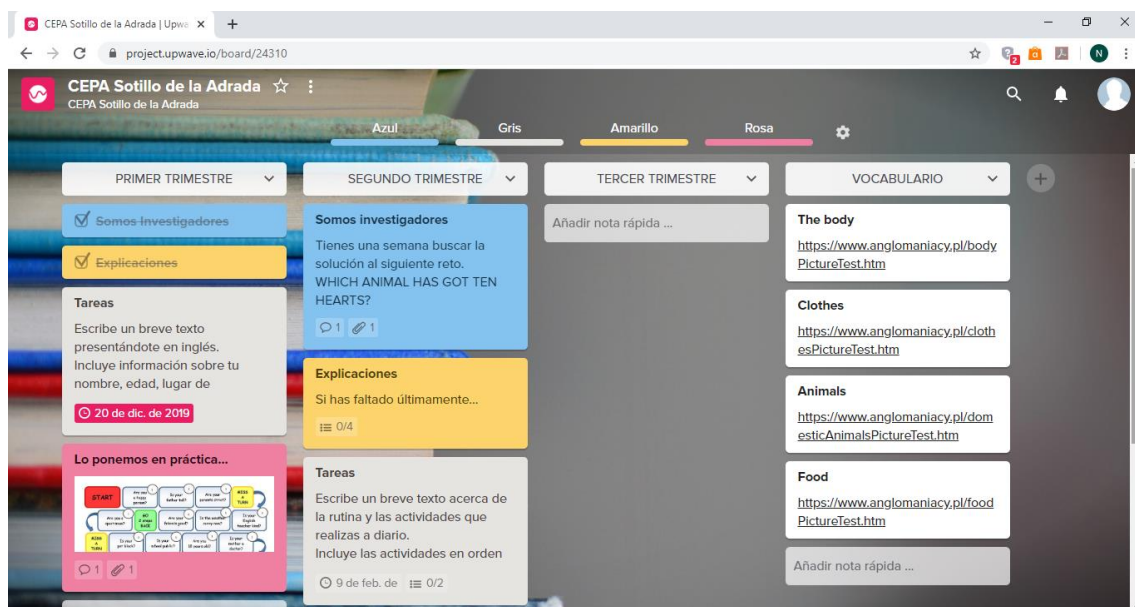 CEPA Sotillo de la Adrada | Upwa
project.upwave.io/board/24310
2
N
CEPA Sotillo de la Adrada
CEPA Sotillo de la Adrada
Azul
Gris
Amarillo
Rosa
PRIMER TRIMESTRE
Somos Investigadores
Explicaciones
Tareas
Escribe un breve texto
presentándote en inglés.
Incluye información sobre tu
nombre, edad, lugar de
20 de dic. de 2019
Lo ponemos en práctica...
START
MISS
A
TURN
NO
BACK
MISS
A
TURN
1
1
SEGUNDO TRIMESTRE
Somos investigadores
Tienes una semana buscar la
solución al siguiente reto.
WHICH ANIMAL HAS GOT TEN
HEARTS?
1
1
Explicaciones
Si has faltado últimamente...
0/4
Tareas
Escribe un breve texto acerca de
la rutina y las actividades que
realizas a diario.
Incluye las actividades en orden
9 de feb. de
0/2
TERCER TRIMESTRE
Añadir nota rápida ...
VOCABULARIO
The body
https://www.anglomaniacy.pl/body
PictureTest.htm
Clothes
https://www.anglomaniacy.pl/cloth
esPictureTest.htm
Animals
https://www.anglomaniacy.pl/dom
esticAnimalsPictureTest.htm
Food
https://www.anglomaniacy.pl/food
PictureTest.htm
Añadir nota rápida ...